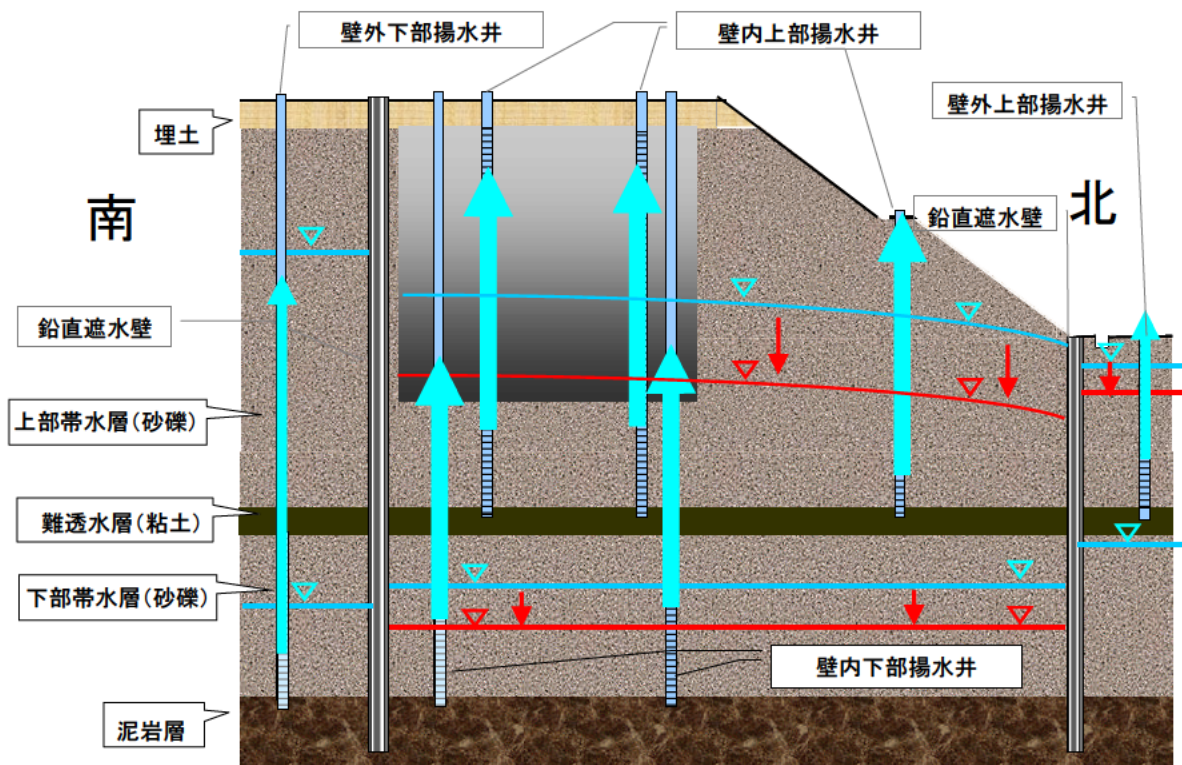 壁外下部揚水井
壁内上部揚水井
壁外上部揚水井
埋土
南
鉛直遮水壁
北
鉛直遮水壁
上部帯水層(砂礫)
難透水層(粘土)
下部帯水層(砂礫)
壁内下部揚水井
泥岩層